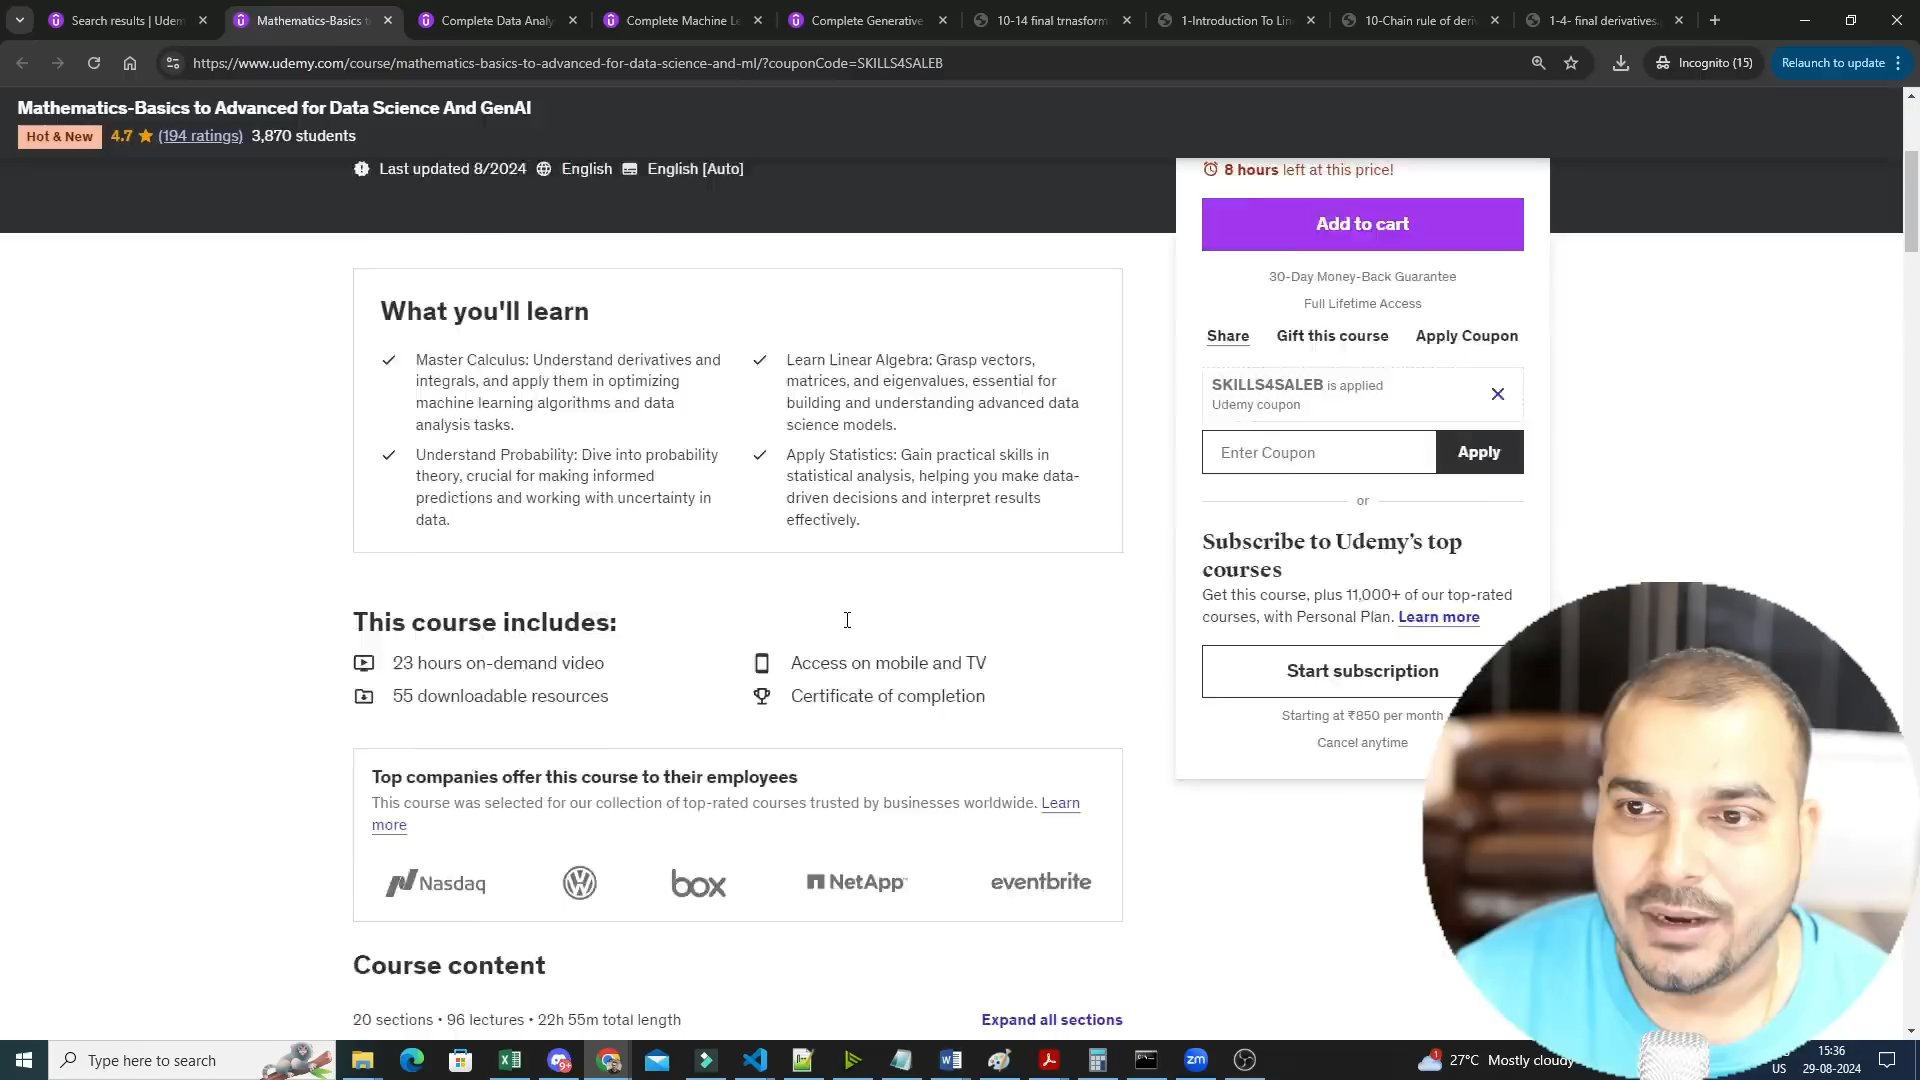 Search results | Udem
Mathematics-Basics t
Complete Data Analy
Complete Machine Le
Complete Generative
10-14 final trnasform
1-Introduction To Lin
10-Chain rule of deri
1-4- final derivatives.
https://www.udemy.com/course/mathematics-basics-to-advanced-for-data-science-and-ml/?couponCode=SKILLS4SALEB
Incognito (15)
Relaunch to update
Mathematics-Basics to Advanced for Data Science And GenAI
Hot & New 4.7 (194 ratings) 3,870 students
Last updated 8/2024 English English [Auto]
8 hours left at this price!
Add to cart
30-Day Money-Back Guarantee
Full Lifetime Access
Share Gift this course Apply Coupon
SKILLS4SALEB is applied
Udemy coupon
Enter Coupon Apply
or
Subscribe to Udemy's top
courses
Get this course, plus 11,000+ of our top-rated
courses, with Personal Plan. Learn more
Start subscription
Starting at ₹850 per month
Cancel anytime
What you'll learn
Master Calculus: Understand derivatives and
integrals, and apply them in optimizing
machine learning algorithms and data
analysis tasks.
Learn Linear Algebra: Grasp vectors,
matrices, and eigenvalues, essential for
building and understanding advanced data
science models.
Understand Probability: Dive into probability
theory, crucial for making informed
predictions and working with uncertainty in
data.
Apply Statistics: Gain practical skills in
statistical analysis, helping you make data-
driven decisions and interpret results
effectively.
This course includes:
23 hours on-demand video
Access on mobile and TV
55 downloadable resources
Certificate of completion
Top companies offer this course to their employees
This course was selected for our collection of top-rated courses trusted by businesses worldwide. Learn
more
Nasdaq
box
NetApp
eventbrite
Course content
20 sections • 96 lectures • 22h 55m total length
Expand all sections
Type here to search
27°C Mostly cloudy
15:36
US 29-08-2024